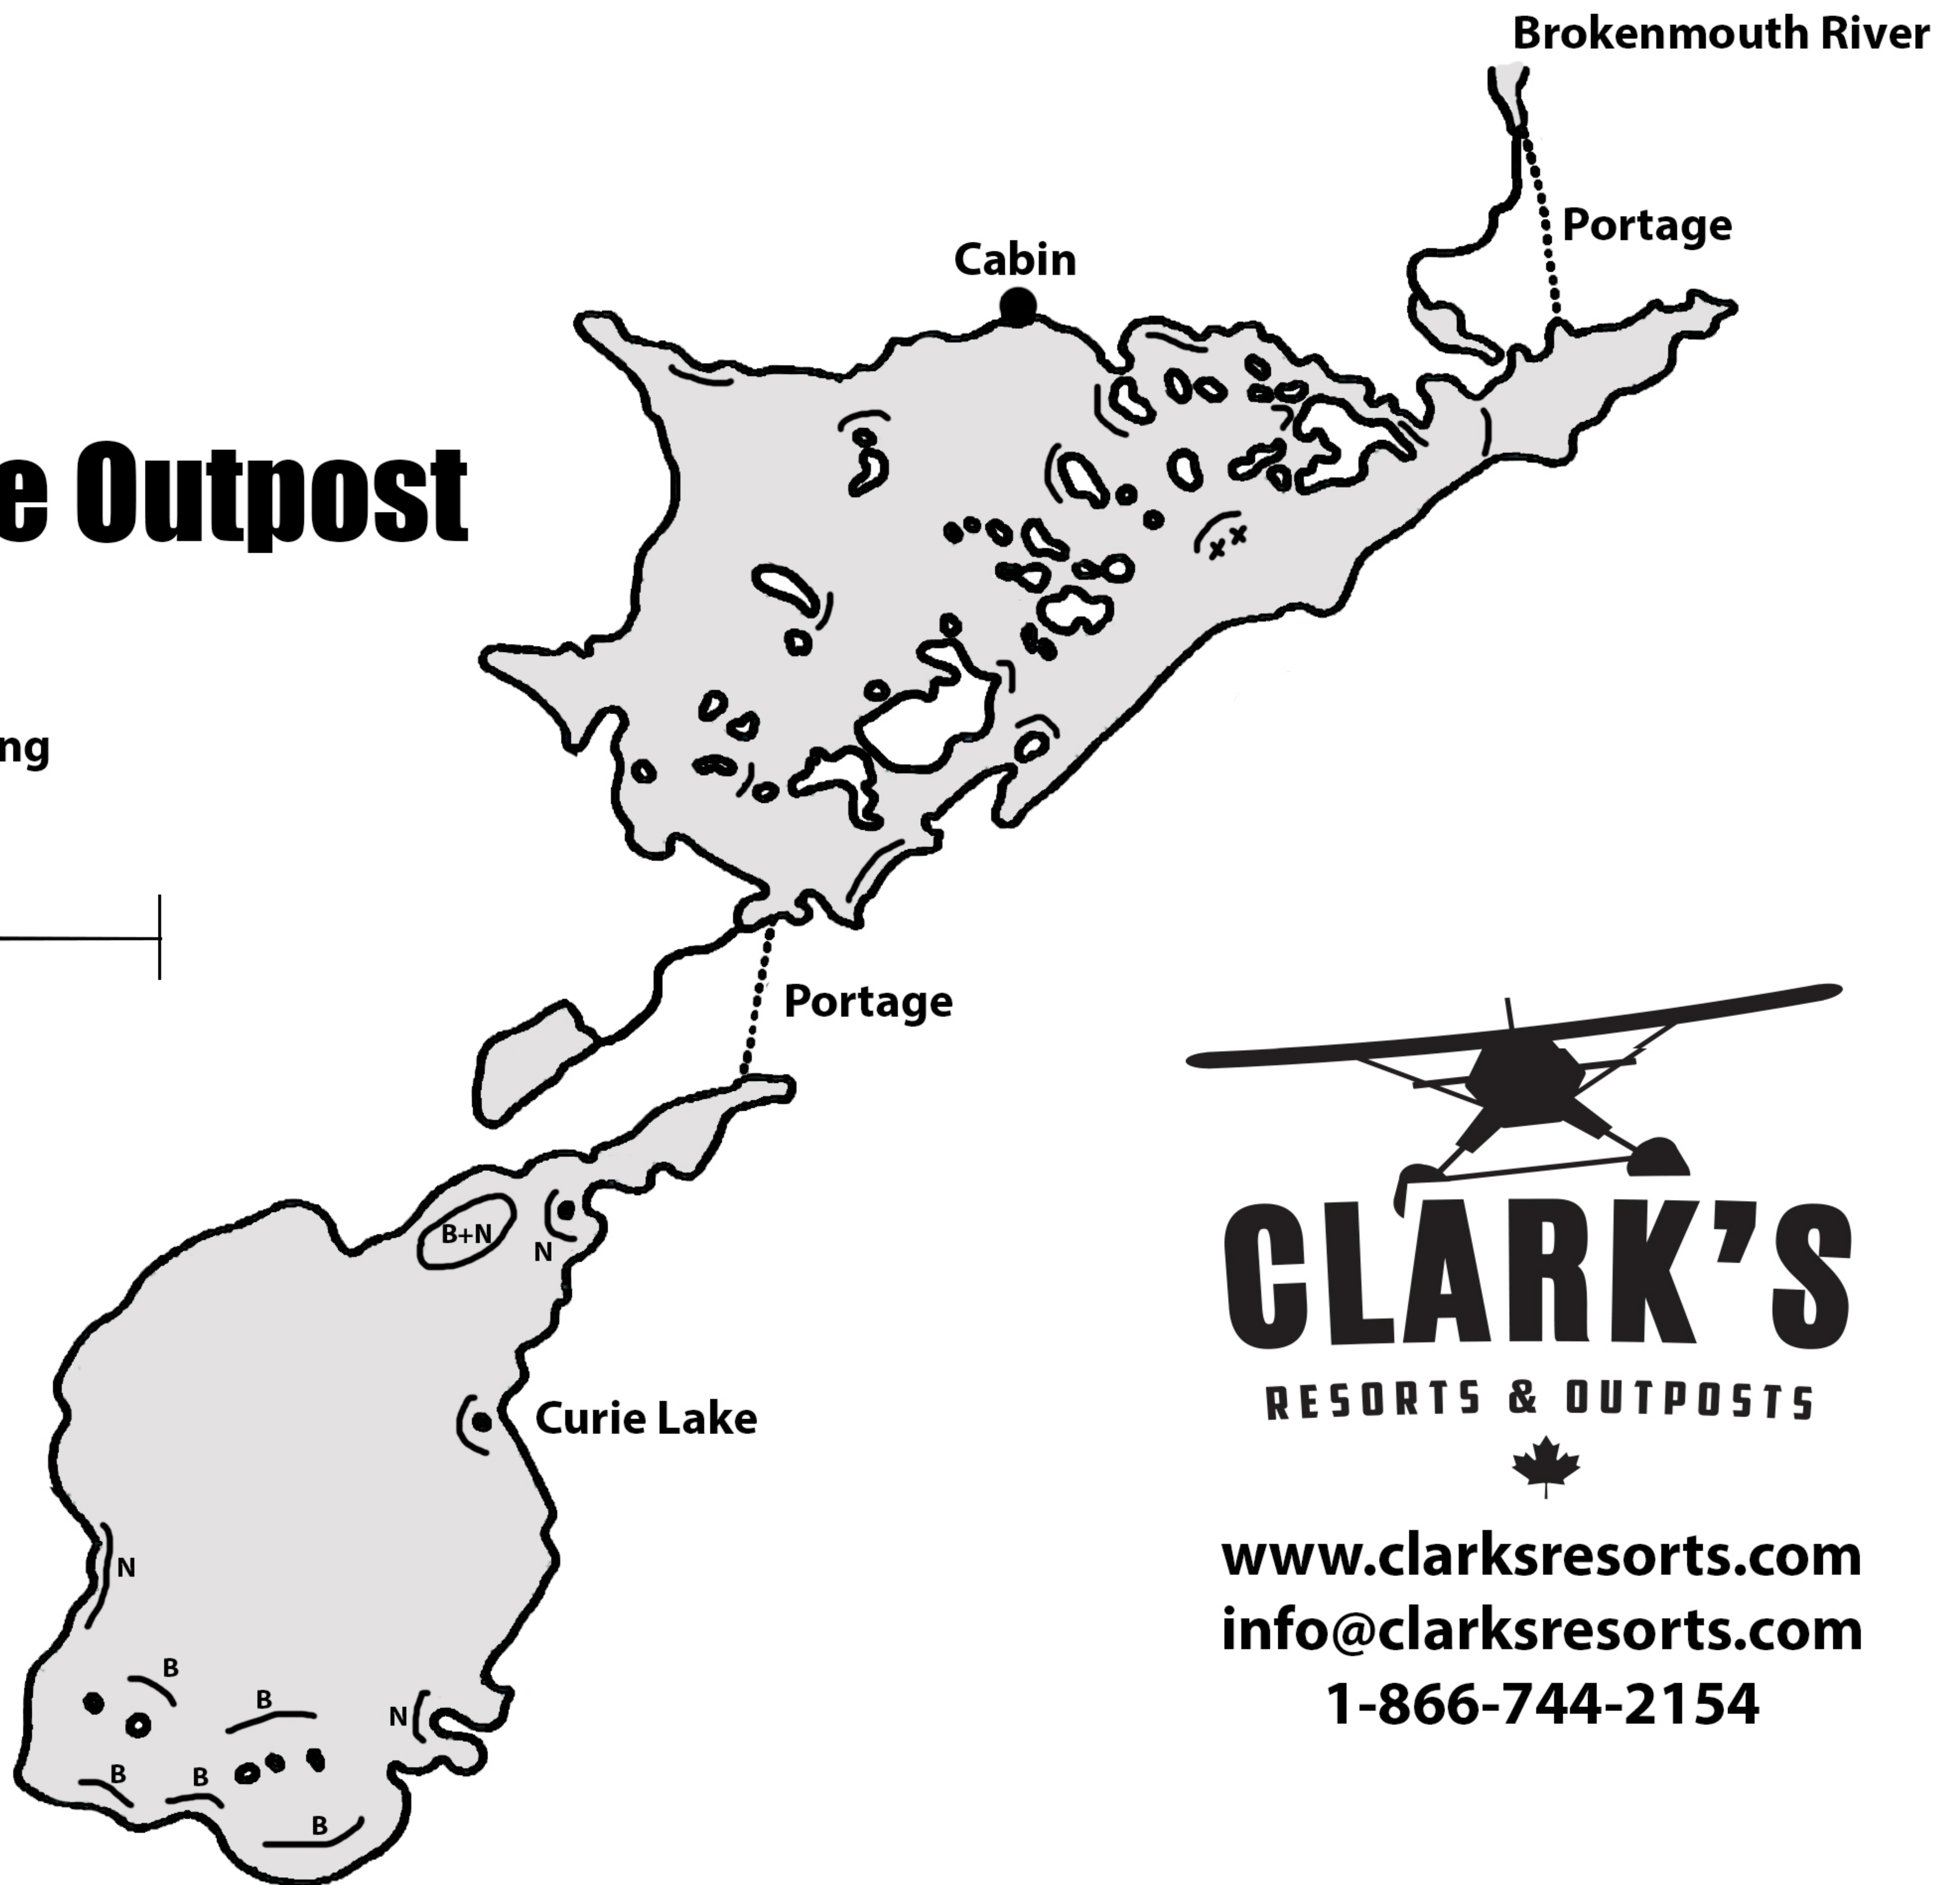 Brokenmouth River
Portage
Cabin
e Outpost
ng
Portage
B+N
N
Curie Lake
N
B
B
N
B
B
B
CLARK'S
RESORTS & OUTPOSTS
www.clarksresorts.com
info@clarksresorts.com
1-866-744-2154